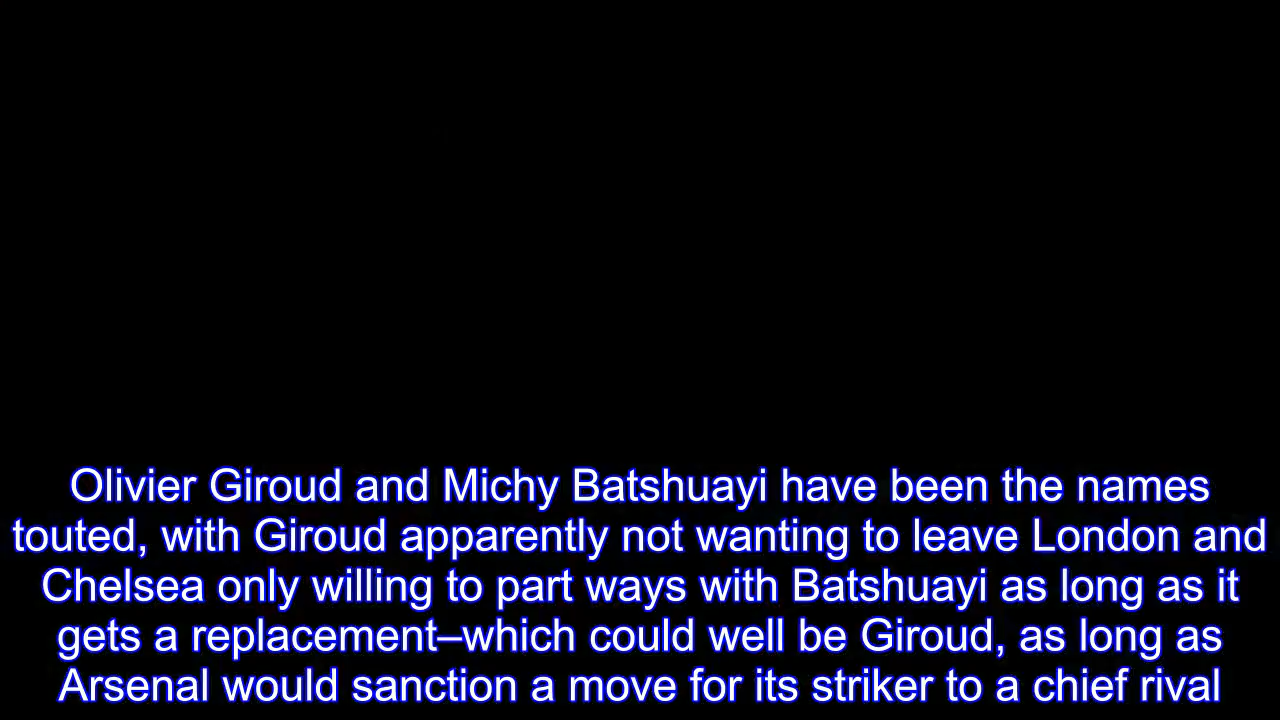 Olivier Giroud and Michy Batshuayi have been the names
touted, with Giroud apparently not wanting to leave London and
Chelsea only willing to part ways with Batshuayi as long as it
gets a replacement–which could well be Giroud, as long as
Arsenal would sanction a move for its striker to a chief rival